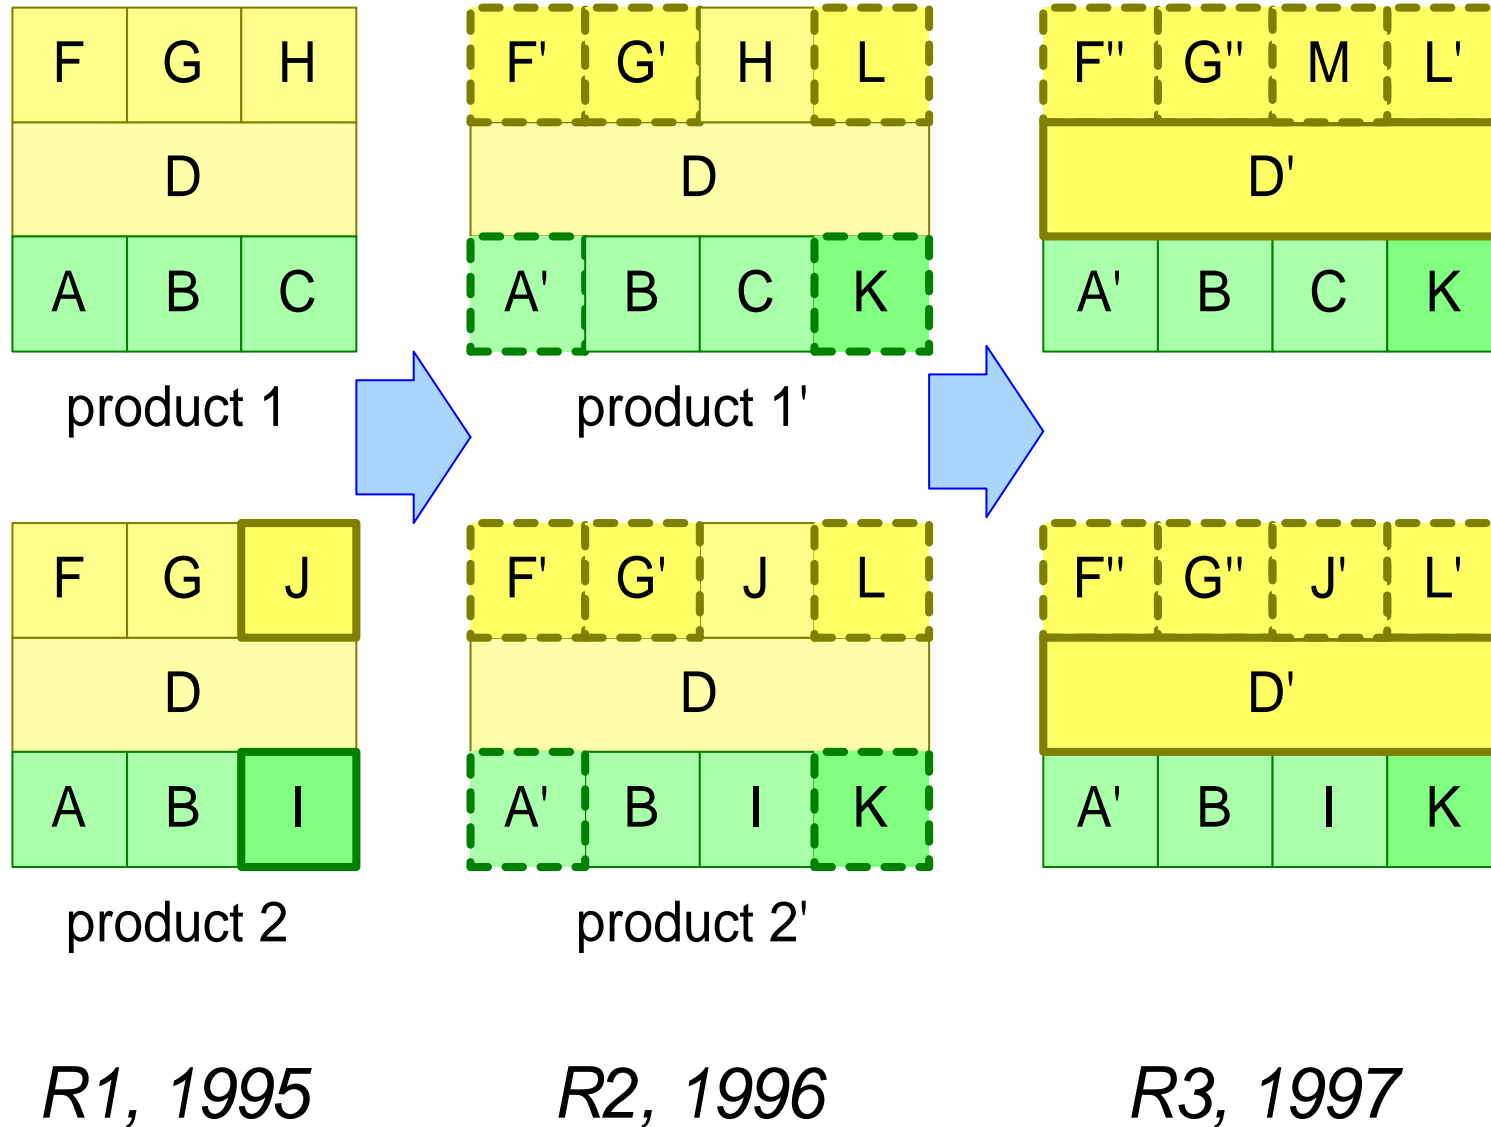 F G H F' G' H L F" G" M L'
D D D'
A B C A' B C K A' B C K
product 1 product 1'
F G J F' G' J L F" G" J' L'
D D D'
A B I A' B I K A' B I K
product 2 product 2'
R1, 1995 R2, 1996 R3, 1997